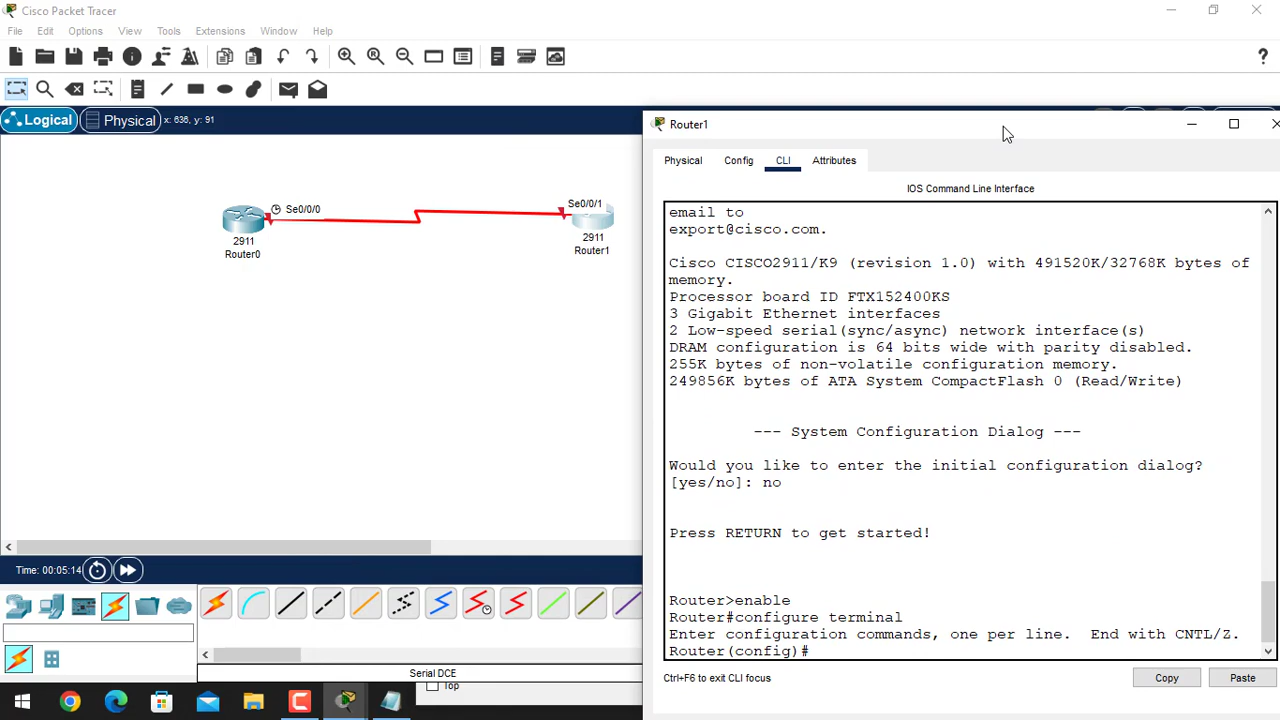 Cisco Packet Tracer
File Edit Options View Tools Extensions Window Help
?
Logical Physical x: 636, y: 91
Router1
Physical Config CLI Attributes
IOS Command Line Interface
Se0/0/0
2911
Router0
Se0/0/1
2911
Router1
email to
export@cisco.com.
Cisco CISCO2911/K9 (revision 1.0) with 491520K/32768K bytes of
memory.
Processor board ID FTX152400KS
3 Gigabit Ethernet interfaces
2 Low-speed serial(sync/async) network interface(s)
DRAM configuration is 64 bits wide with parity disabled.
255K bytes of non-volatile configuration memory.
249856K bytes of ATA System CompactFlash 0 (Read/Write)
--- System Configuration Dialog ---
Would you like to enter the initial configuration dialog?
[yes/no]: no
Press RETURN to get started!
Router>enable
Router#configure terminal
Enter configuration commands, one per line. End with CNTL/Z.
Router(config)#
Ctrl+F6 to exit CLI focus
Copy
Paste
Time: 00:05:14
Serial DCE
Top